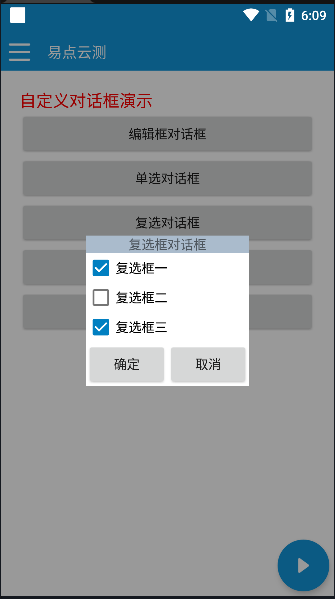 6:09
易点云测
自定义对话框演示
编辑框对话框
单选对话框
复选对话框
复选框对话框
复选框一
复选框二
复选框三
确定
取消